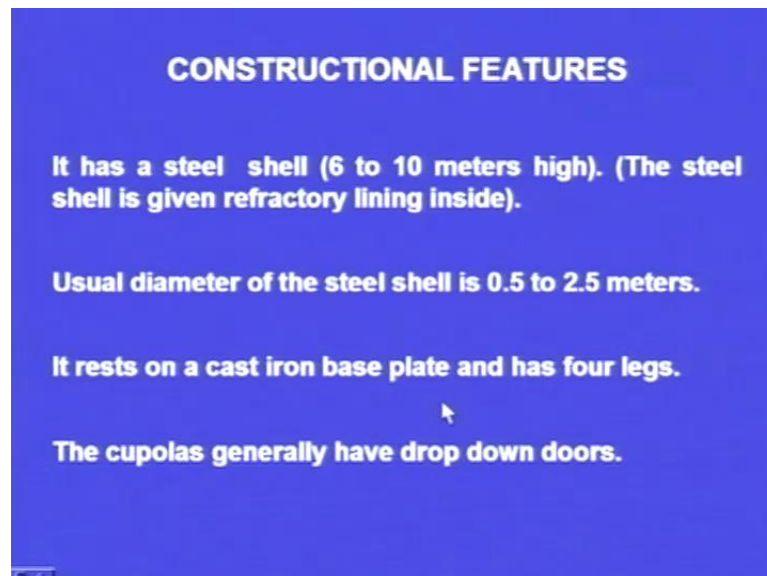 CONSTRUCTIONAL FEATURES
It has a steel shell (6 to 10 meters high). (The steel
shell is given refractory lining inside).
Usual diameter of the steel shell is 0.5 to 2.5 meters.
It rests on a cast iron base plate and has four legs.
The cupolas generally have drop down doors.